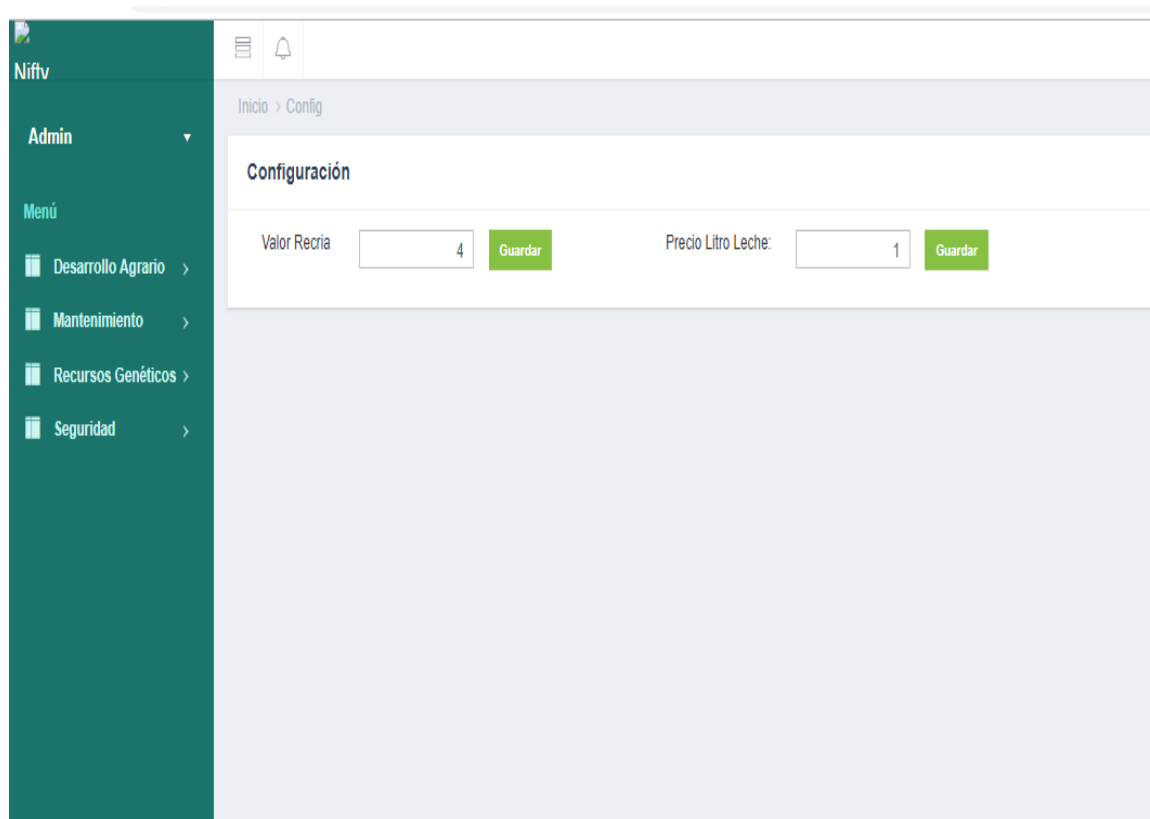 Nifty
Inicio > Config
Admin
Configuración
Menú
Valor Recria 4 Guardar Precio Litro Leche: 1 Guardar
Desarrollo Agrario
Mantenimiento
Recursos Genéticos
Seguridad